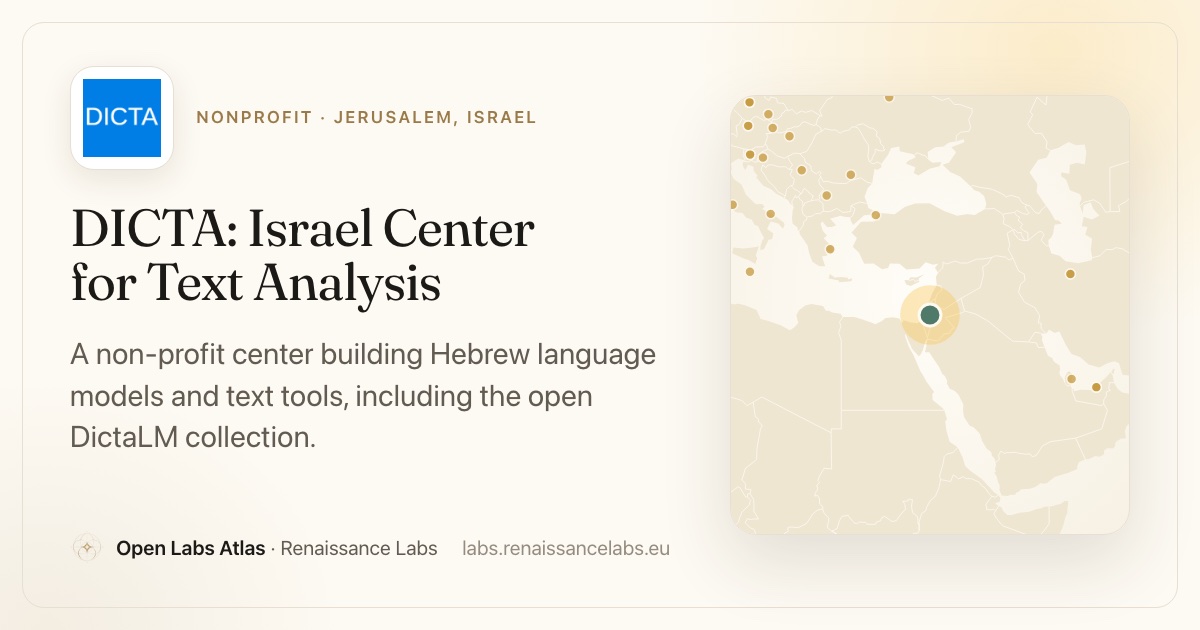 DICTA
NONPROFIT · JERUSALEM, ISRAEL
DICTA: Israel Center
for Text Analysis
A non-profit center building Hebrew language
models and text tools, including the open
DictaLM collection.
Open Labs Atlas · Renaissance Labs labs.renaissancelabs.eu